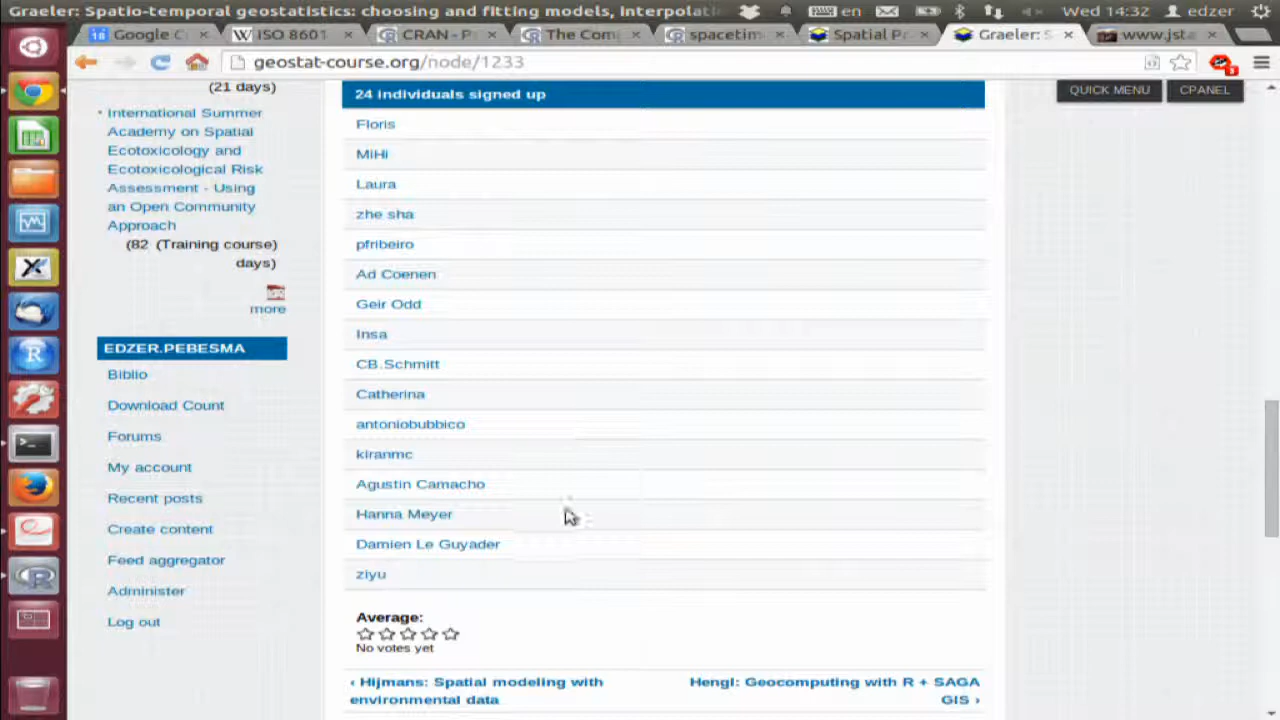 Graeler: Spatio-temporal geostatistics: choosing and fitting models, interpolati
en
Wed 14:32
edzer
Google C
ISO 8601
CRAN - P
The Com
spacetim
Spatial Pr
Graeler: S
www.jsta
geostat-course.org/node/1233
(21 days)
International Summer
Academy on Spatial
Ecotoxicology and
Ecotoxicological Risk
Assessment - Using
an Open Community
Approach
(82 (Training course)
days)
more
EDZER.PEBESMA
Biblio
Download Count
Forums
My account
Recent posts
Create content
Feed aggregator
Administer
Log out
24 individuals signed up
Floris
MiHi
Laura
zhe sha
pfribeiro
Ad Coenen
Geir Odd
Insa
CB.Schmitt
Catherina
antoniobubbico
kiranmc
Agustin Camacho
Hanna Meyer
Damien Le Guyader
ziyu
Average:
No votes yet
‹ Hijmans: Spatial modeling with
environmental data
Hengl: Geocomputing with R + SAGA
GIS ›
QUICK MENU
CPANEL